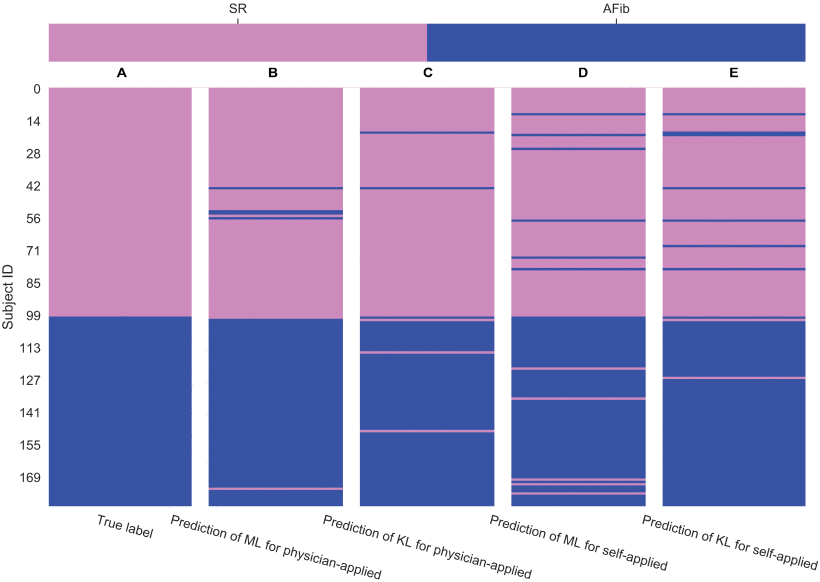 SR AFib
A B C D E
0
14
28
42
56
71
85
99
113
127
141
155
169
Subject ID
True label
Prediction of ML for physician-applied
Prediction of KL for physician-applied
Prediction of ML for self-applied
Prediction of KL for self-applied